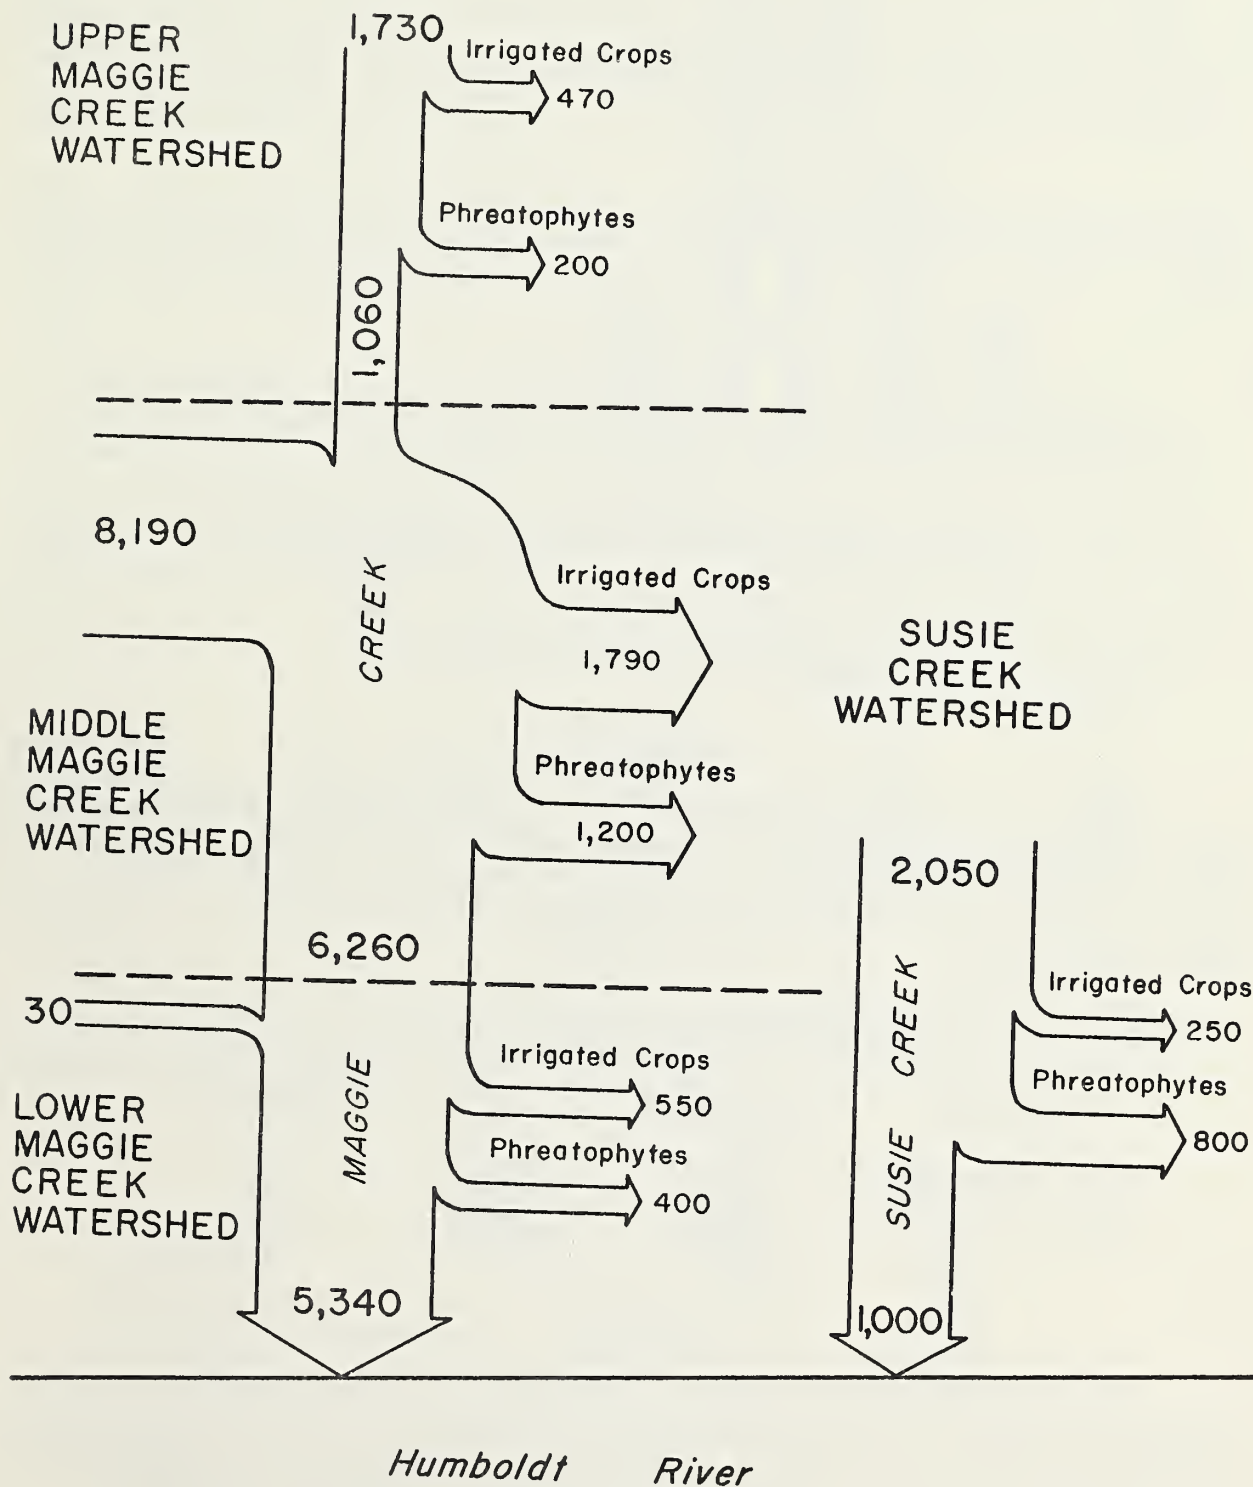 UPPER
MAGGIE
CREEK
WATERSHED
1,730
Irrigated Crops
470
Phreatophytes
200
1,060
8,190
CREEK
Irrigated Crops
1,790
MIDDLE
MAGGIE
CREEK
WATERSHED
Phreatophytes
1,200
6,260
30
LOWER
MAGGIE
CREEK
WATERSHED
MAGGIE
Irrigated Crops
550
Phreatophytes
400
5,340
SUSIE
CREEK
WATERSHED
2,050
SUSIE CREEK
Irrigated Crops
250
Phreatophytes
800
1,000
Humboldt River